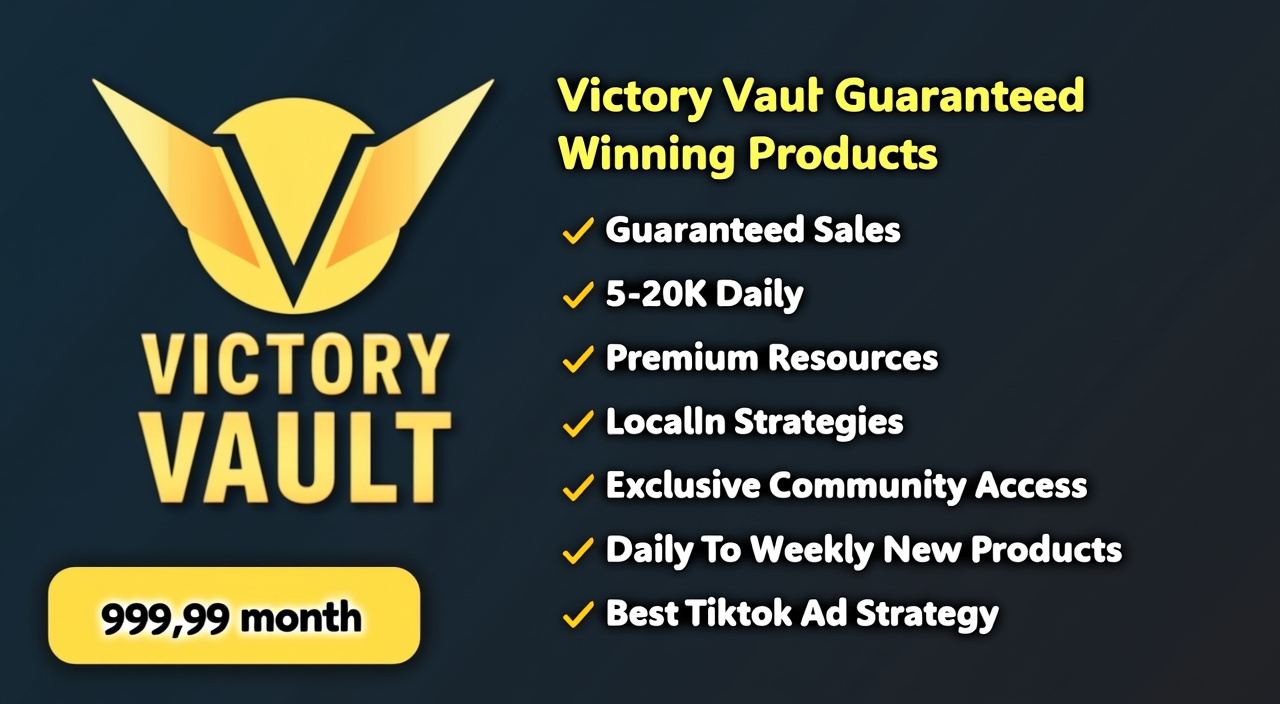 VICTORY
VAULT
999,99 month
Victory Vault Guaranteed
Winning Products
Guaranteed Sales
5-20K Daily
Premium Resources
Localln Strategies
Exclusive Community Access
Daily To Weekly New Products
Best Tiktok Ad Strategy